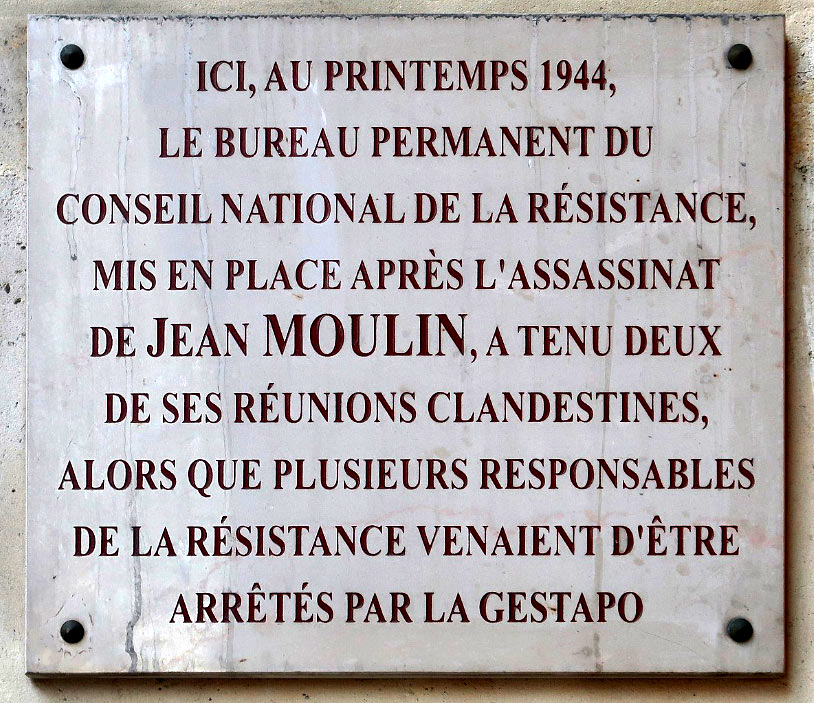 ICI, AU PRINTEMPS 1944,
LE BUREAU PERMANENT DU
CONSEIL NATIONAL DE LA RÉSISTANCE,
MIS EN PLACE APRÈS L'ASSASSINAT
DE JEAN MOULIN, A TENU DEUX
DE SES RÉUNIONS CLANDESTINES,
ALORS QUE PLUSIEURS RESPONSABLES
DE LA RÉSISTANCE VENAIENT D'ÊTRE
ARRÊTÉS PAR LA GESTAPO